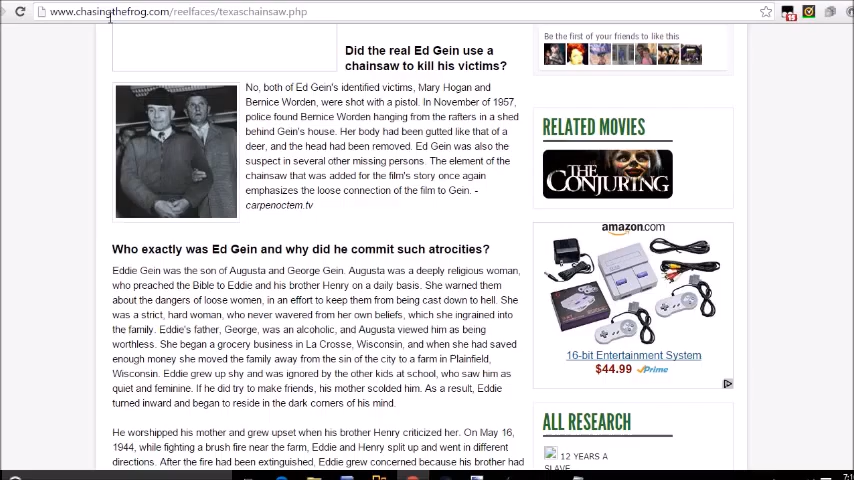 www.chasingthefrog.com/reelfaces/texaschainsaw.php
15
Did the real Ed Gein use a
chainsaw to kill his victims?
No, both of Ed Gein's identified victims, Mary Hogan and
Bernice Worden, were shot with a pistol. In November of 1957,
police found Bernice Worden hanging from the rafters in a shed
behind Gein's house. Her body had been gutted like that of a
deer, and the head had been removed. Ed Gein was also the
suspect in several other missing persons. The element of the
chainsaw that was added for the film's story once again
emphasizes the loose connection of the film to Gein. -
carpenoctem.tv
Who exactly was Ed Gein and why did he commit such atrocities?
Eddie Gein was the son of Augusta and George Gein. Augusta was a deeply religious woman,
who preached the Bible to Eddie and his brother Henry on a daily basis. She warned them
about the dangers of loose women, in an effort to keep them from being cast down to hell. She
was a strict, hard woman, who never wavered from her own beliefs, which she ingrained into
the family. Eddie's father, George, was an alcoholic, and Augusta viewed him as being
worthless. She began a grocery business in La Crosse, Wisconsin, and when she had saved
enough money she moved the family away from the sin of the city to a farm in Plainfield,
Wisconsin. Eddie grew up shy and was ignored by the other kids at school, who saw him as
quiet and feminine. If he did try to make friends, his mother scolded him. As a result, Eddie
turned inward and began to reside in the dark corners of his mind.
He worshipped his mother and grew upset when his brother Henry criticized her. On May 16,
1944, while fighting a brush fire near the farm, Eddie and Henry split up and went in different
directions. After the fire had been extinguished, Eddie grew concerned because his brother had
Be the first of your friends to like this
RELATED MOVIES
THE
CONJURING
amazon.com
16-bit Entertainment System
$44.99 Prime
ALL RESEARCH
12 YEARS A
SLAVE